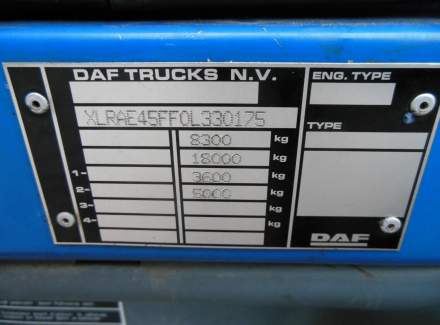 DAF TRUCKS N.V.
ENG. TYPE
XLRAE45FF0L330175
TYPE
8300 kg
18000 kg
1- 3600 kg
2- 5000 kg
3- kg
4- kg
DAF